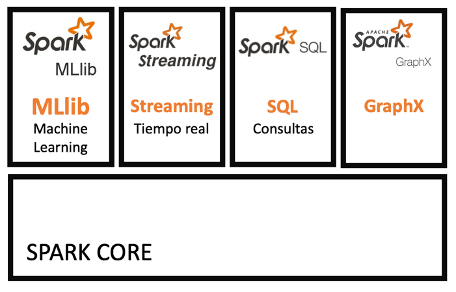 Spark
MLlib
MLlib
Machine
Learning
Spark
Streaming
Streaming
Tiempo real
Spark SQL
SQL
Consultas
APACHE
Spark™
GraphX
GraphX
SPARK CORE